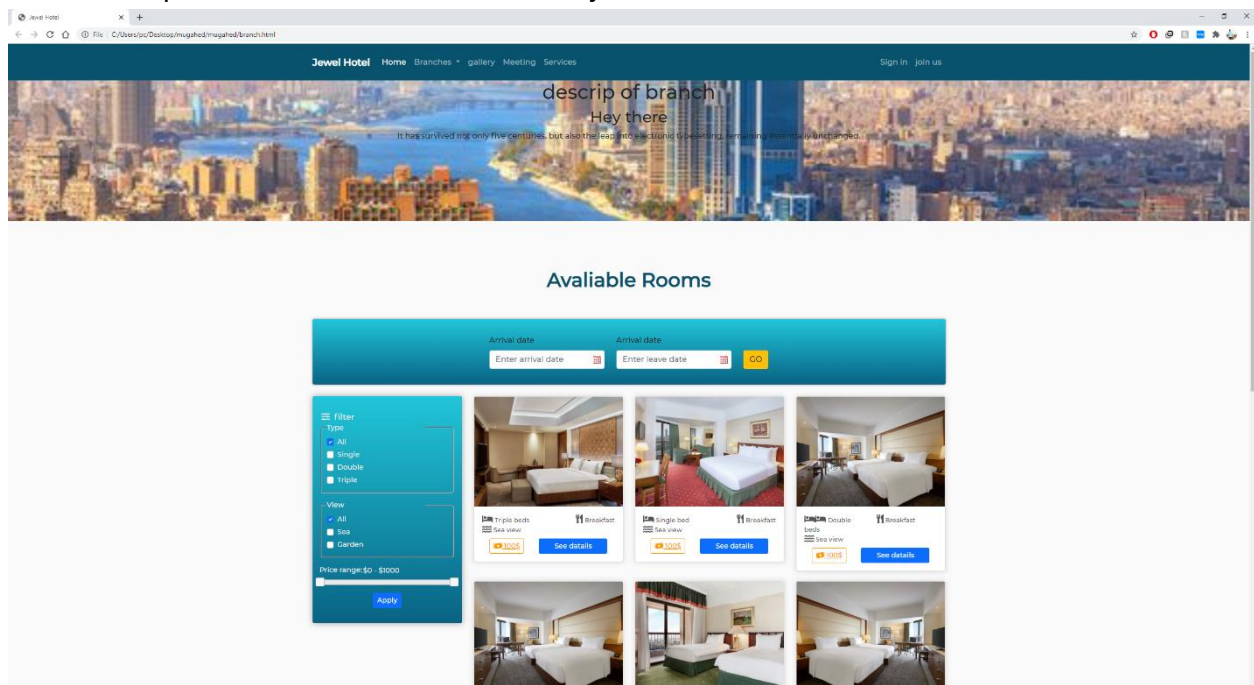 Jewel Hotel
File | C:/Users/pc/Desktop/mugahed/mugahed/branch.html
Jewel Hotel Home Branches gallery Meeting Services Sign in join us
descrip of branch
Hey there
It has survived not only five centuries, but also the leap into electronic typesetting, remaining essentially unchanged.
Avaliable Rooms
Arrival date Arrival date
Enter arrival date Enter leave date GO
filter
Type
All
Single
Double
Triple
View
All
Sea
Garden
Price range:$0 - $1000
Apply
Triple beds Breakfast
Sea view
100$ See datails
Single bed Breakfast
Sea view
100$ See datails
Double beds Breakfast
Sea view
100$ See datails